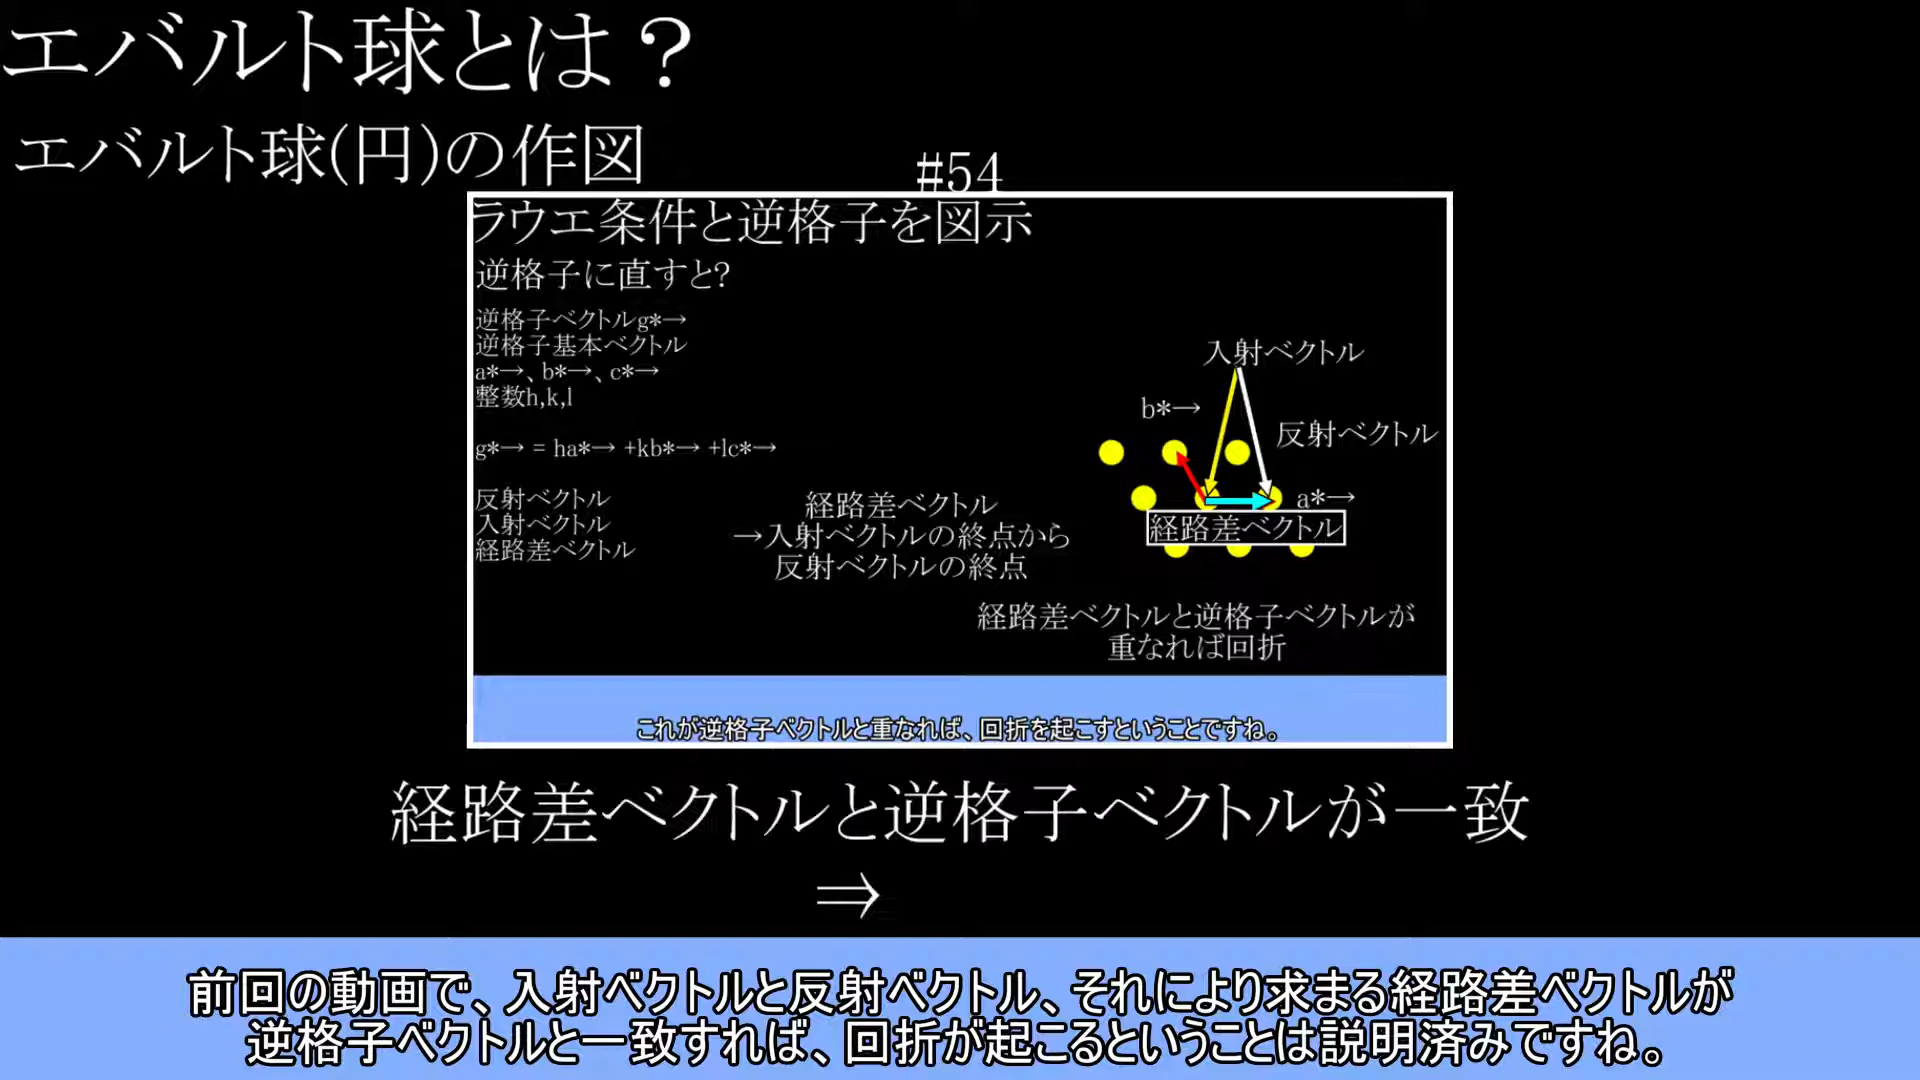 エバルト球とは？
エバルト球(円)の作図
#54
ラウエ条件と逆格子を図示
逆格子に直すと?
逆格子ベクトルg*→
逆格子基本ベクトル
a*→、b*→、c*→
整数h,k,l
g*→ = ha*→ +kb*→ +lc*→
反射ベクトル
入射ベクトル
経路差ベクトル
経路差ベクトル
→入射ベクトルの終点から
反射ベクトルの終点
入射ベクトル
b*→
反射ベクトル
a*→
経路差ベクトル
経路差ベクトルと逆格子ベクトルが
重なれば回折
これが逆格子ベクトルと重なれば、回折を起こすということですね。
経路差ベクトルと逆格子ベクトルが一致
⇒
前回の動画で、入射ベクトルと反射ベクトル、それにより求まる経路差ベクトルが
逆格子ベクトルと一致すれば、回折が起こるということは説明済みですね。